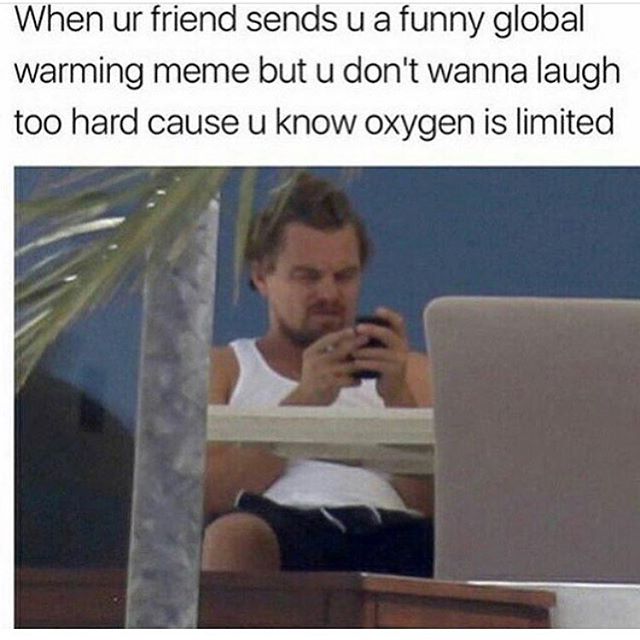 When ur friend sends u a funny global
warming meme but u don't wanna laugh
too hard cause u know oxygen is limited